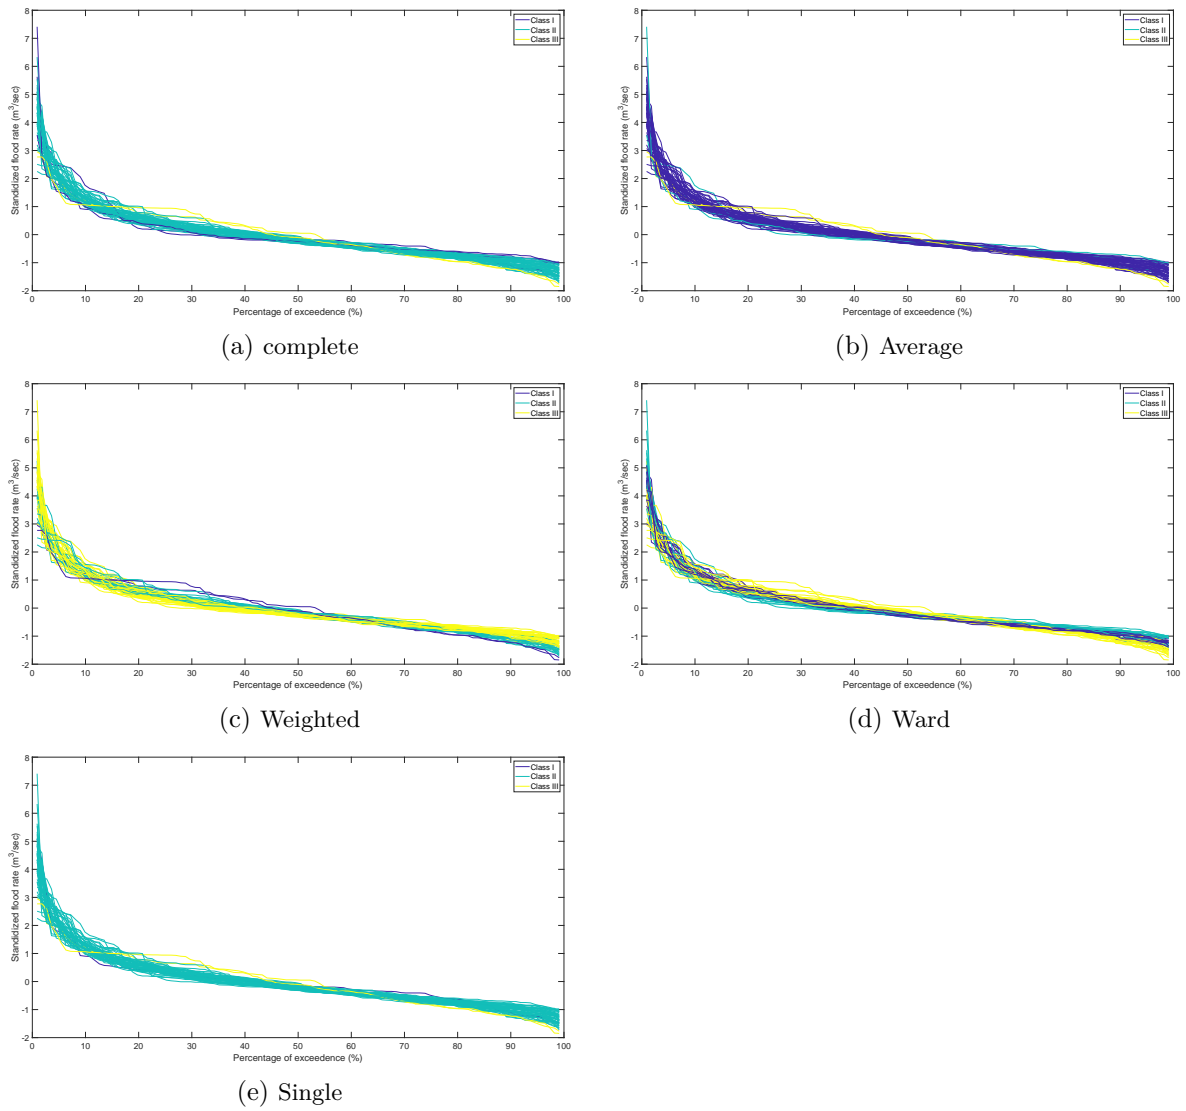 8
7
6
5
4
3
2
1
0
-1
-2
Standidized flood rate (m³/sec)
0 10 20 30 40 50 60 70 80 90 100
Percentage of exceedence (%)
Class I
Class II
Class III
(a) complete
8
7
6
5
4
3
2
1
0
-1
-2
Standidized flood rate (m³/sec)
0 10 20 30 40 50 60 70 80 90 100
Percentage of exceedence (%)
Class I
Class II
Class III
(b) Average
8
7
6
5
4
3
2
1
0
-1
-2
Standidized flood rate (m³/sec)
0 10 20 30 40 50 60 70 80 90 100
Percentage of exceedence (%)
Class I
Class II
Class III
(c) Weighted
8
7
6
5
4
3
2
1
0
-1
-2
Standidized flood rate (m³/sec)
0 10 20 30 40 50 60 70 80 90 100
Percentage of exceedence (%)
Class I
Class II
Class III
(d) Ward
8
7
6
5
4
3
2
1
0
-1
-2
Standidized flood rate (m³/sec)
0 10 20 30 40 50 60 70 80 90 100
Percentage of exceedence (%)
Class I
Class II
Class III
(e) Single